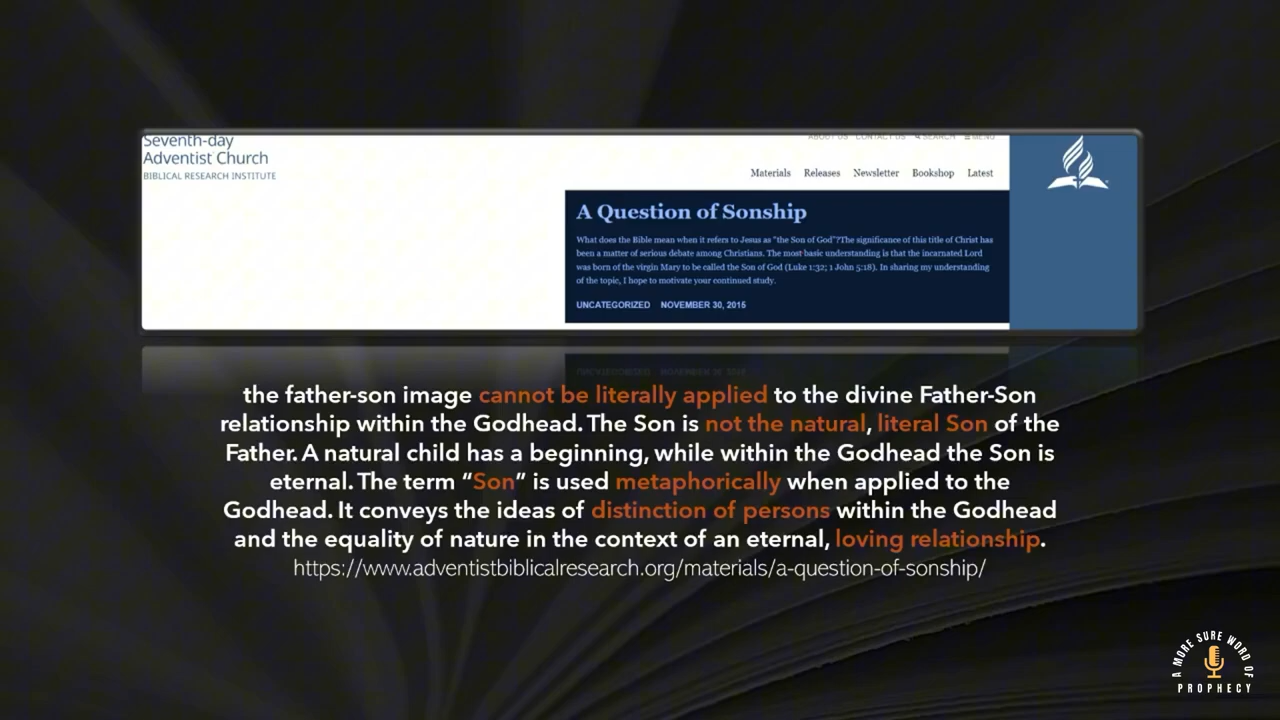 Seventh-day
Adventist Church
BIBLICAL RESEARCH INSTITUTE
ABOUT US CONTACT US SEARCH MENU
Materials Releases Newsletter Bookshop Latest
A Question of Sonship
What does the Bible mean when it refers to Jesus as "the Son of God"?The significance of this title of Christ has
been a matter of serious debate among Christians. The most basic understanding is that the incarnated Lord
was born of the virgin Mary to be called the Son of God (Luke 1:32; 1 John 5:18). In sharing my understanding
of the topic, I hope to motivate your continued study.
UNCATEGORIZED NOVEMBER 30, 2015
the father-son image cannot be literally applied to the divine Father-Son
relationship within the Godhead. The Son is not the natural, literal Son of the
Father. A natural child has a beginning, while within the Godhead the Son is
eternal. The term “Son” is used metaphorically when applied to the
Godhead. It conveys the ideas of distinction of persons within the Godhead
and the equality of nature in the context of an eternal, loving relationship.
https://www.adventistbiblicalresearch.org/materials/a-question-of-sonship/
A MORE SURE WORD OF
PROPHECY